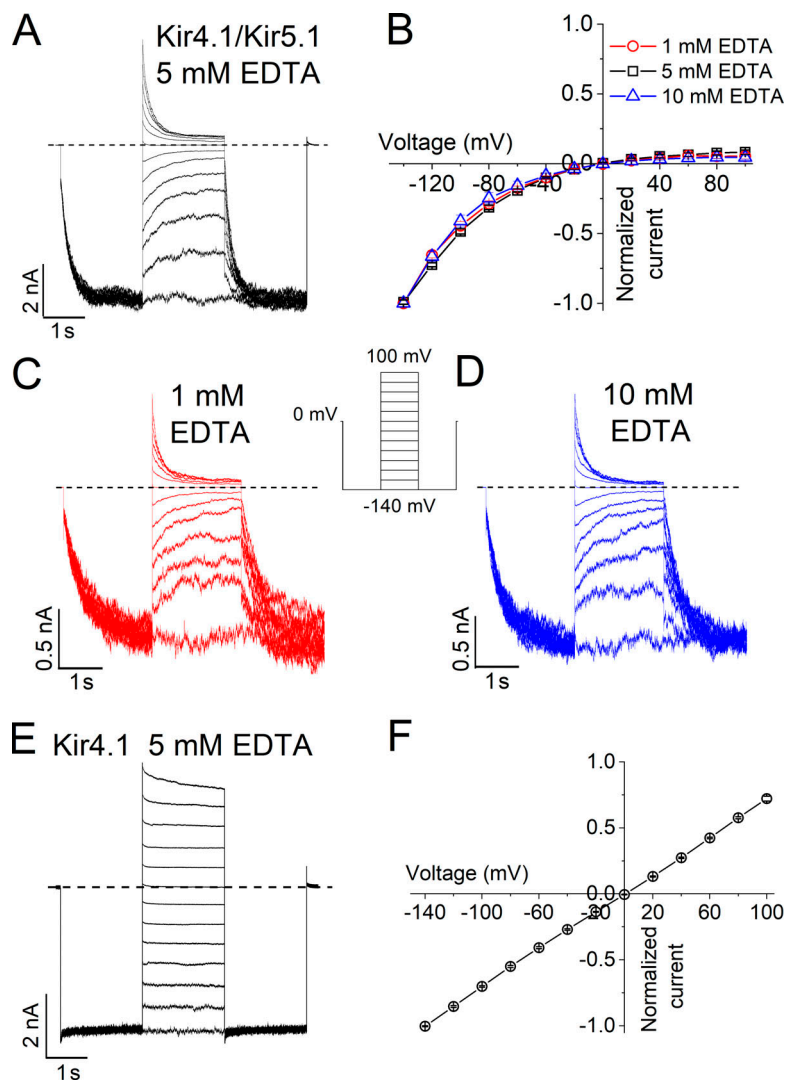 A
Kir4.1/Kir5.1
5 mM EDTA
2 nA
1s
B
1 mM EDTA
5 mM EDTA
10 mM EDTA
Voltage (mV)
1.0
0.5
0.0
-0.5
-1.0
-120
-80
-40
40
80
Normalized
current
C
1 mM
EDTA
0.5 nA
1s
100 mV
0 mV
-140 mV
D
10 mM
EDTA
0.5 nA
1s
E
Kir4.1 5 mM EDTA
2 nA
1s
F
Voltage (mV)
1.0
0.5
0.0
-0.5
-1.0
-140
-100
-60
-20
20
60
100
Normalized
current